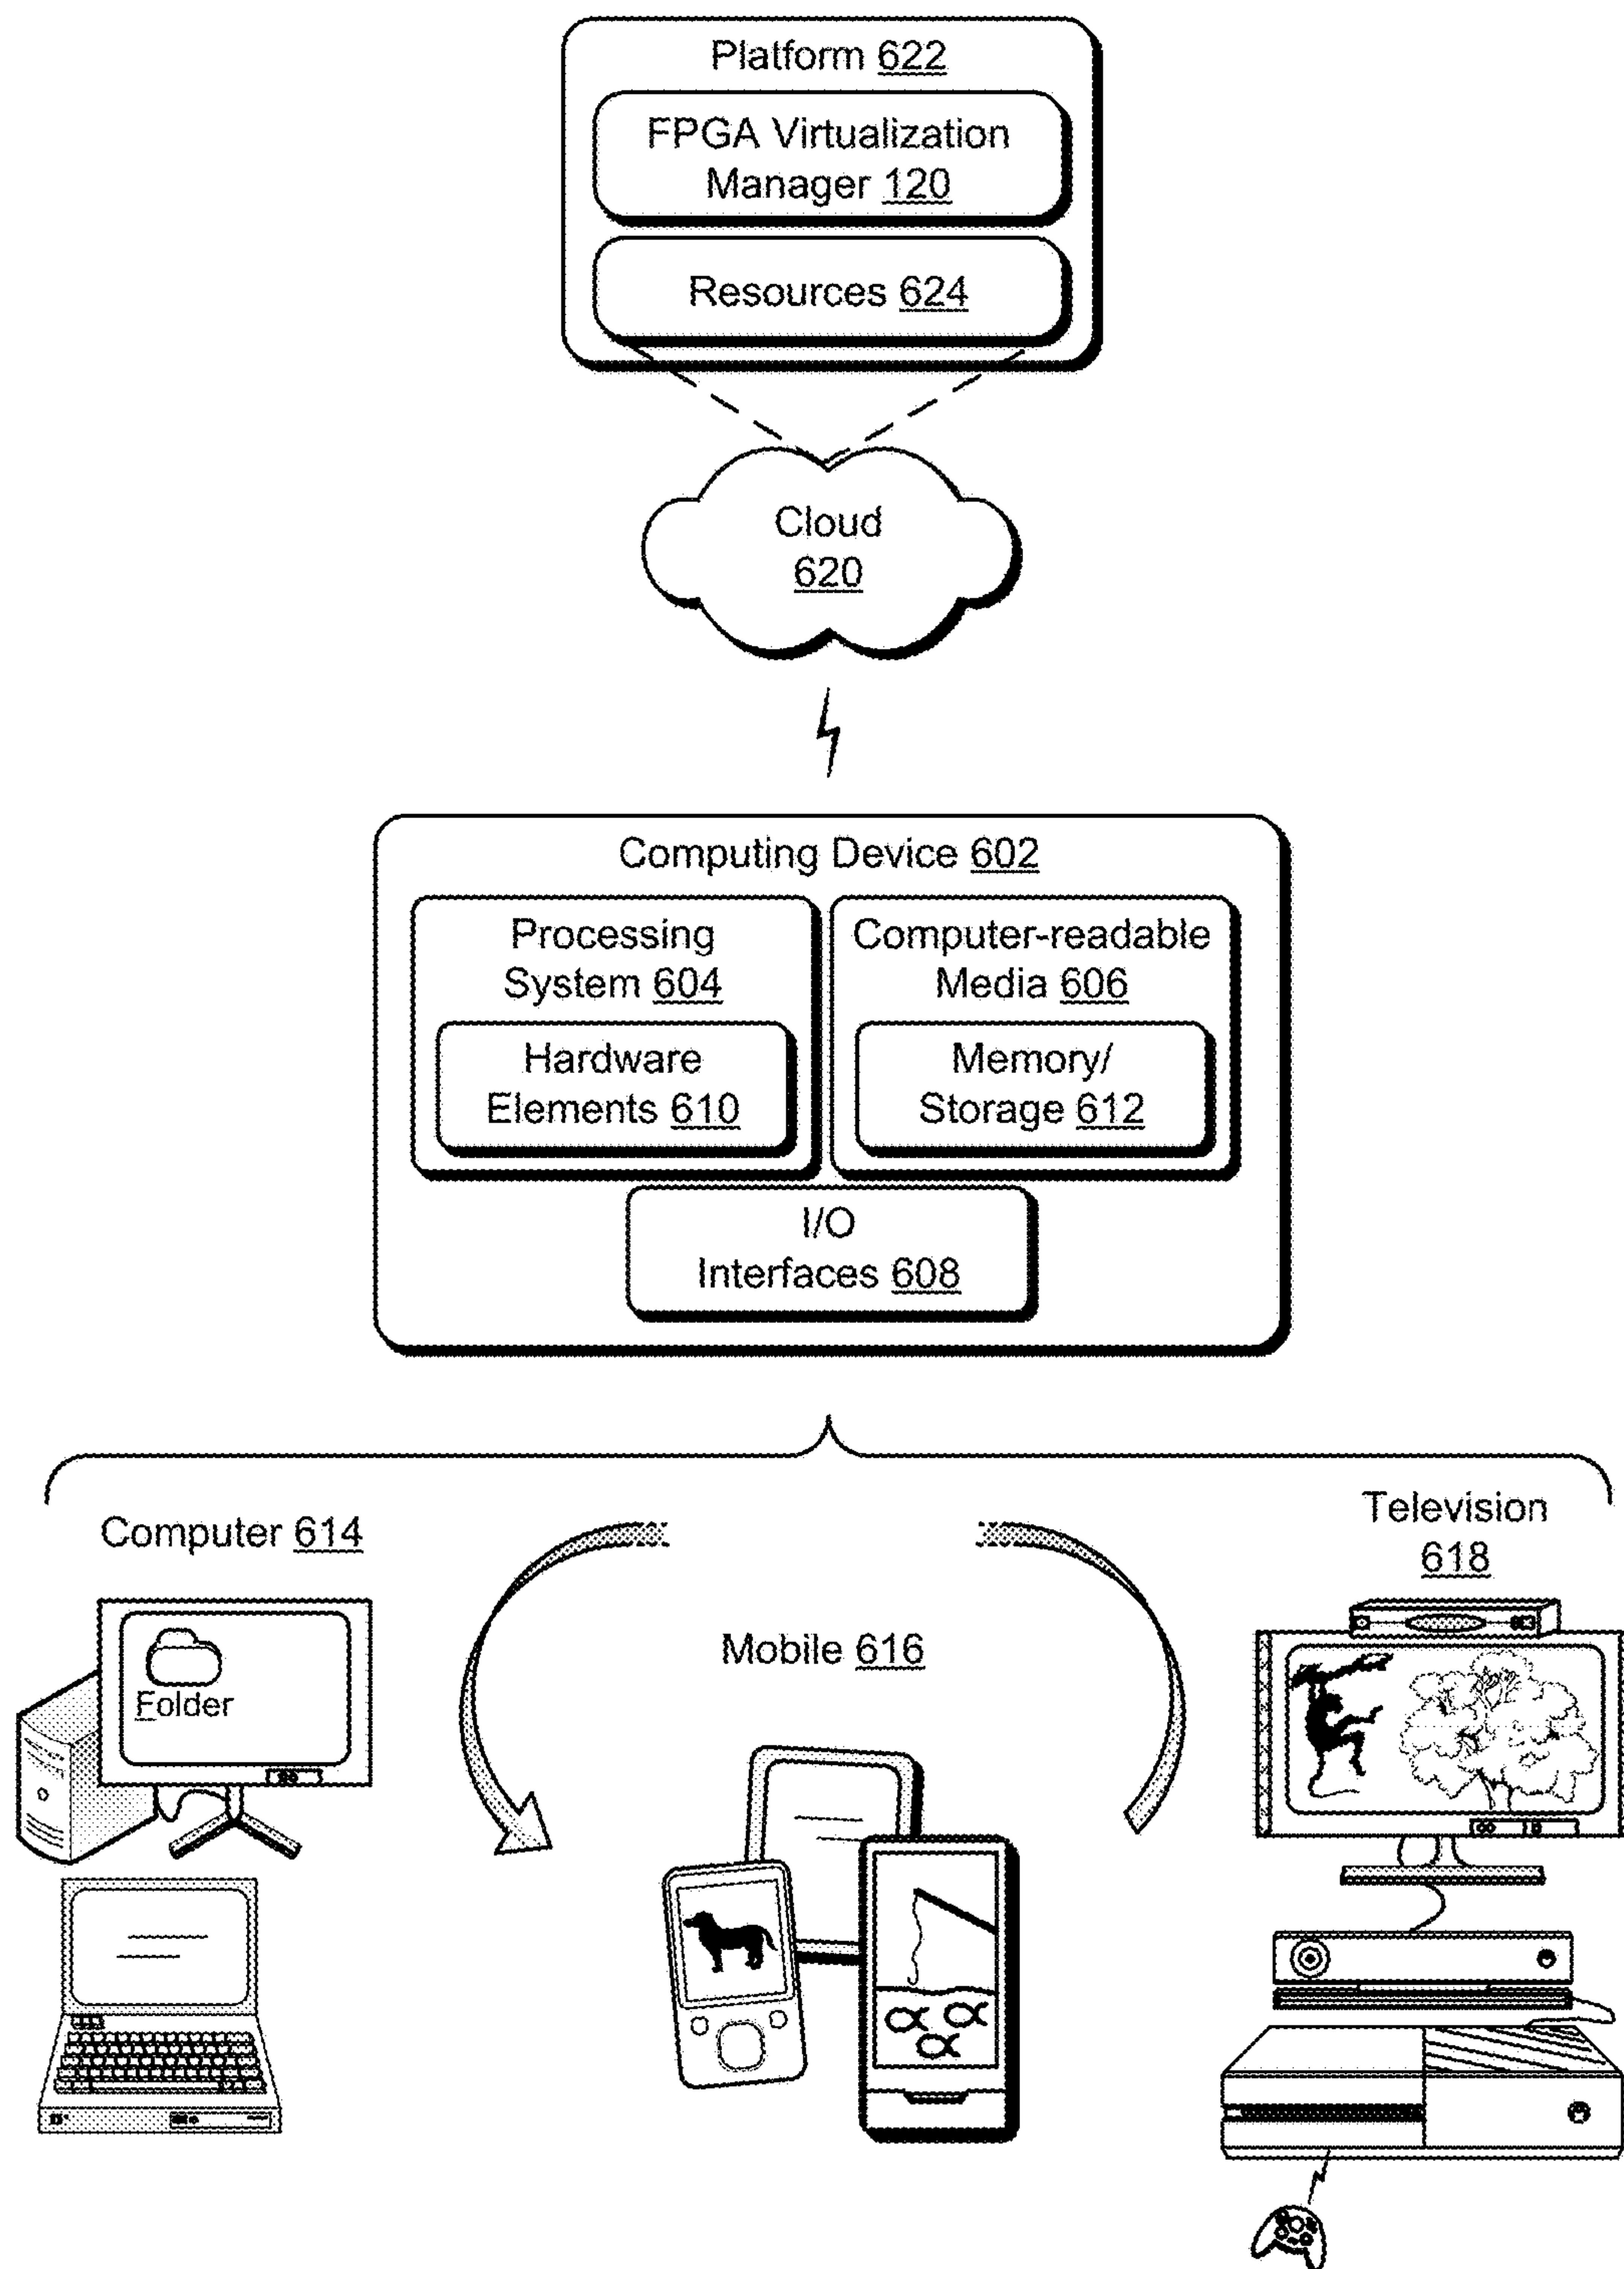 Platform 622
FPGA Virtualization
Manager 120
Resources 624
Cloud
620
Computing Device 602
Processing
System 604
Hardware
Elements 610
Computer-readable
Media 606
Memory/
Storage 612
I/O
Interfaces 608
Computer 614
Folder
Mobile 616
Television
618